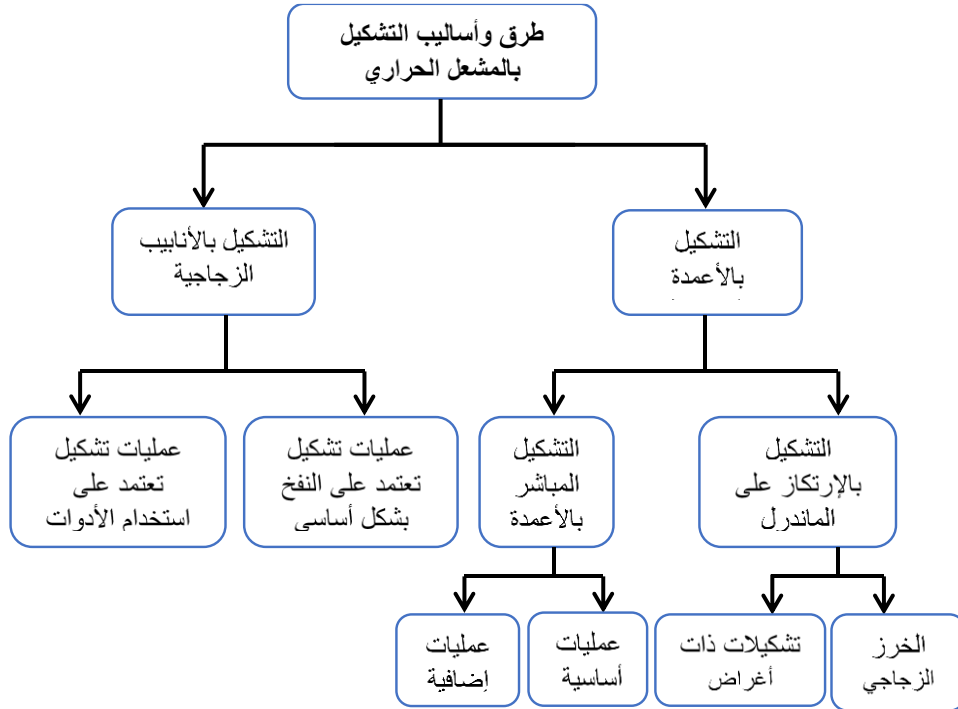 طرق وأساليب التشكيل
بالمشعل الحراري
التشكيل
بالأعمدة
التشكيل بالأنابيب
الزجاجية
التشكيل
بالإرتكاز على
الماندرل
التشكيل
المباشر
بالأعمدة
عمليات تشكيل
تعتمد على النفخ
بشكل أساسي
عمليات تشكيل
تعتمد على
استخدام الأدوات
الخرز
الزجاجي
تشكيلات ذات
أغراض
عمليات
أساسية
عمليات
إضافية